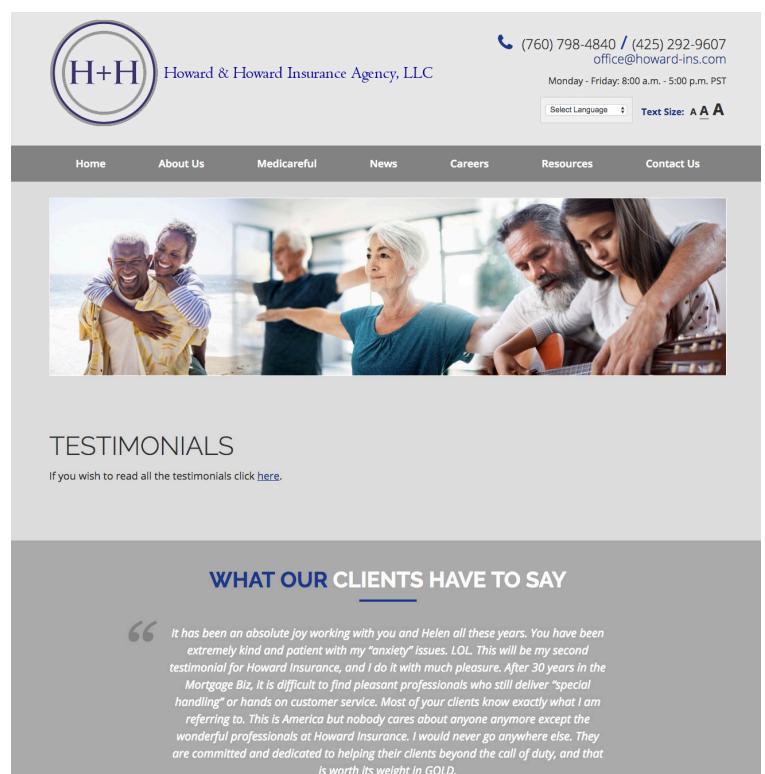 H+H
Howard & Howard Insurance Agency, LLC
(760) 798-4840 / (425) 292-9607
office@howard-ins.com
Monday - Friday: 8:00 a.m. - 5:00 p.m. PST
Select Language
Text Size: A A A
Home About Us Medicareful News Careers Resources Contact Us
TESTIMONIALS
If you wish to read all the testimonials click here.
WHAT OUR CLIENTS HAVE TO SAY
“
It has been an absolute joy working with you and Helen all these years. You have been
extremely kind and patient with my “anxiety” issues. LOL. This will be my second
testimonial for Howard Insurance, and I do it with much pleasure. After 30 years in the
Mortgage Biz, it is difficult to find pleasant professionals who still deliver “special
handling” or hands on customer service. Most of your clients know exactly what I am
referring to. This is America but nobody cares about anyone anymore except the
wonderful professionals at Howard Insurance. I would never go anywhere else. They
are committed and dedicated to helping their clients beyond the call of duty, and that
is worth its weight in GOLD.